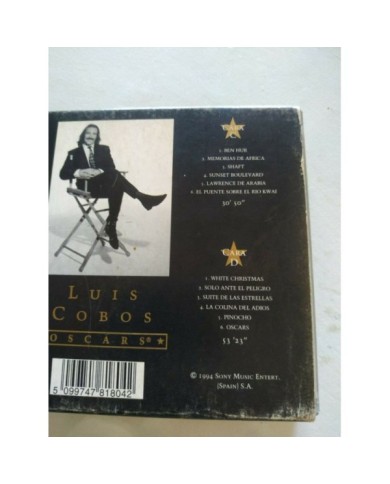 CARA
C
1. BEN HUR
2. MEMORIAS DE AFRICA
3. SHAFT
4. SUNSET BOULEVARD
5. LAWRENCE DE ARABIA
6. EL PUENTE SOBRE EL RIO KWAI
50' 50"
CARA
D
1. WHITE CHRISTMAS
2. SOLO ANTE EL PELIGRO
3. SUITE DE LAS ESTRELLAS
4. LA COLINA DEL ADIOS
5. PINOCHO
6. OSCARS
53 '23"
LUIS
COBOS
OSCARS®★
5 099747 818042
© 1994 SONY MUSIC ENTERT.
(SPAIN) S.A.